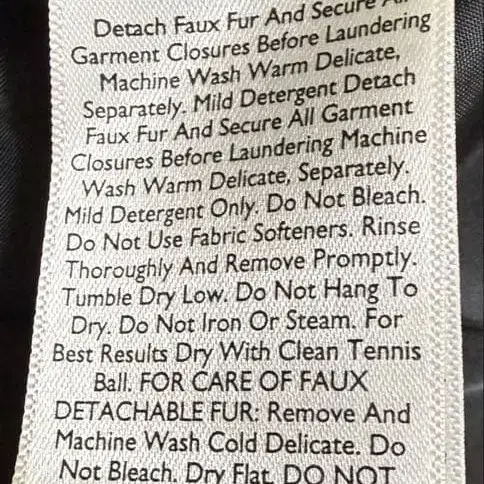 Detach Faux Fur And Secure All
Garment Closures Before Laundering
Machine Wash Warm Delicate,
Separately. Mild Detergent Detach
Faux Fur And Secure All Garment
Closures Before Laundering Machine
Wash Warm Delicate, Separately.
Mild Detergent Only. Do Not Bleach.
Do Not Use Fabric Softeners. Rinse
Thoroughly And Remove Promptly.
Tumble Dry Low. Do Not Hang To
Dry. Do Not Iron Or Steam. For
Best Results Dry With Clean Tennis
Ball. FOR CARE OF FAUX
DETACHABLE FUR: Remove And
Machine Wash Cold Delicate. Do
Not Bleach. Dry Flat. DO NOT